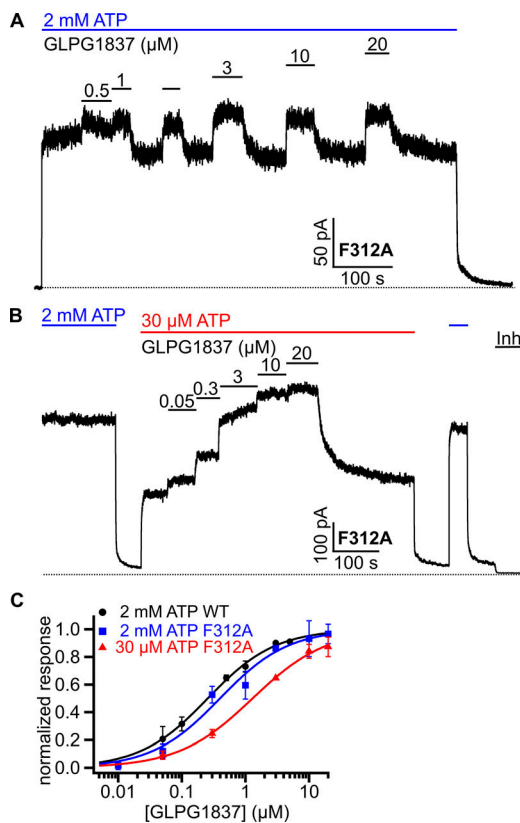 A
2 mM ATP
GLPG1837 (µM)
0.5 1 3 10 20
50 pA
F312A
100 s
B
2 mM ATP 30 µM ATP
GLPG1837 (µM)
Inh
0.05 0.3 3 10 20
100 pA
F312A
100 s
C
normalized response
1.0
0.8
0.6
0.4
0.2
0.0
2 mM ATP WT
2 mM ATP F312A
30 µM ATP F312A
0.01 0.1 1 10
[GLPG1837] (µM)